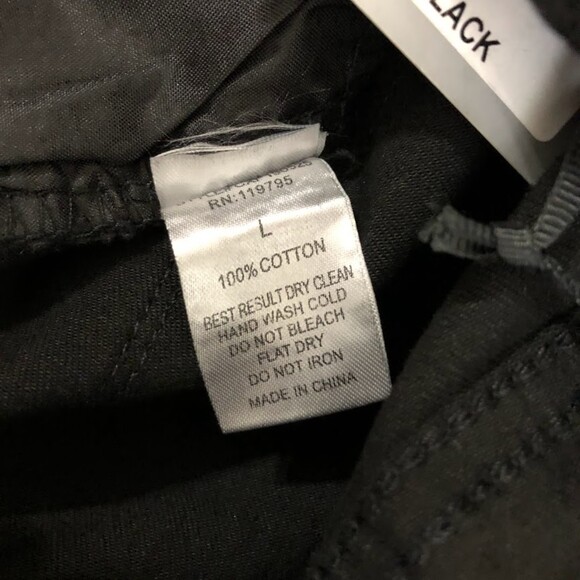 BLACK
RN:119795
L
100% COTTON
BEST RESULT DRY CLEAN
HAND WASH COLD
DO NOT BLEACH
FLAT DRY
DO NOT IRON
MADE IN CHINA